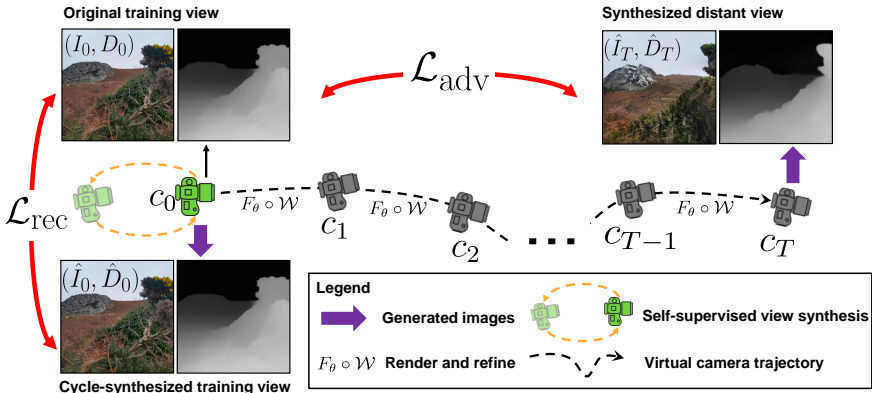 Original training view
Synthesized distant view
(I_0, D_0)
(Î_T, D̂_T)
ℒ_adv
ℒ_rec
c_0
F_θ ∘ 𝒲
c_1
F_θ ∘ 𝒲
c_2
...
c_{T−1}
F_θ ∘ 𝒲
c_T
(Î_0, D̂_0)
Cycle-synthesized training view
Legend
Generated images
Self-supervised view synthesis
F_θ ∘ 𝒲 Render and refine
Virtual camera trajectory